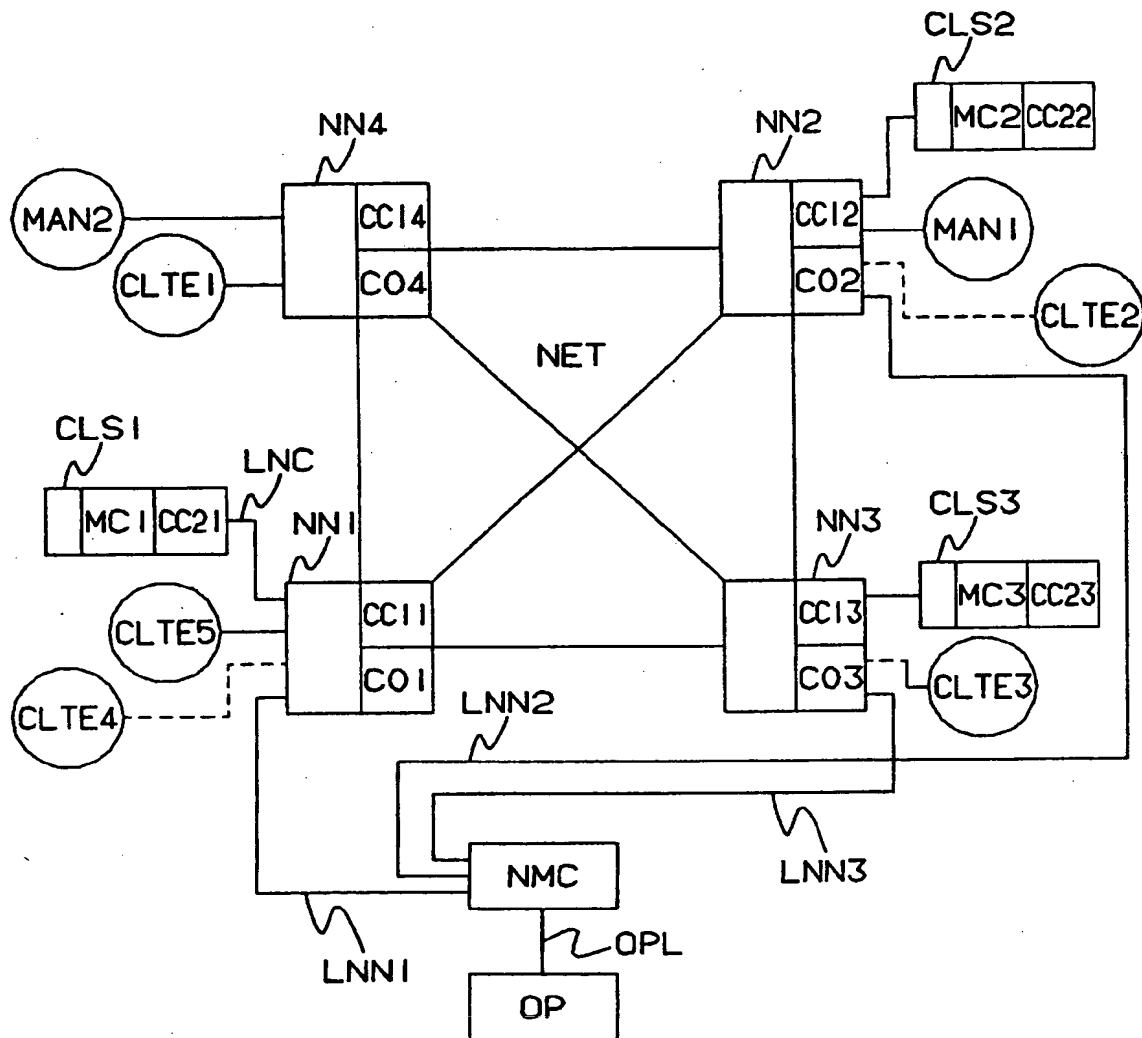 CLS2
MC2 CC22
NN4
NN2
MAN2
CC14
CC12
MAN1
CLTE1
CO4
CO2
CLTE2
NET
CLS1
LNC
MC1 CC21
NN1
NN3
CLS3
CC11
CC13
MC3 CC23
CLTE5
CO1
CO3
CLTE3
CLTE4
LNN2
NMC
LNN3
OPL
LNN1
OP